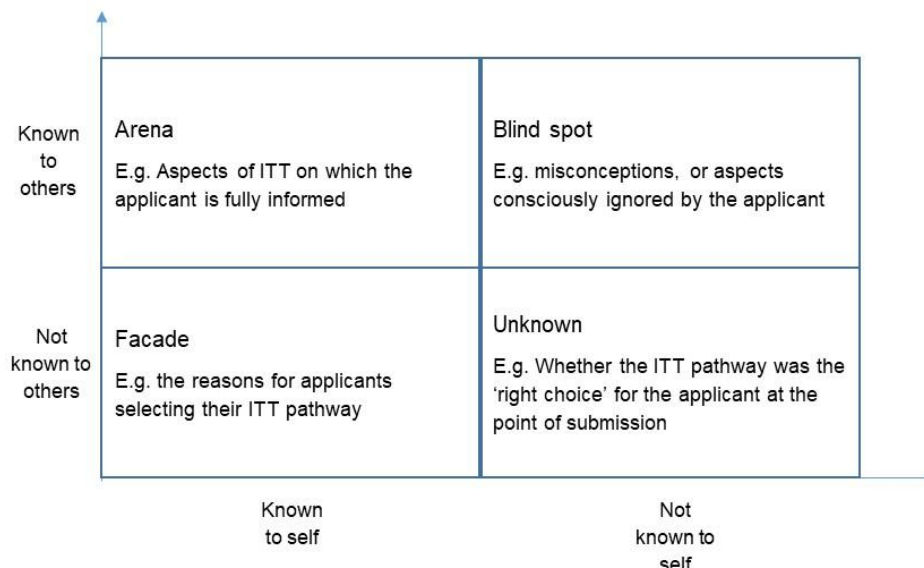 Known
to
others
Arena
E.g. Aspects of ITT on which the
applicant is fully informed
Blind spot
E.g. misconceptions, or aspects
consciously ignored by the applicant
Not
known to
others
Facade
E.g. the reasons for applicants
selecting their ITT pathway
Unknown
E.g. Whether the ITT pathway was the
‘right choice’ for the applicant at the
point of submission
Known
to self
Not
known to
self